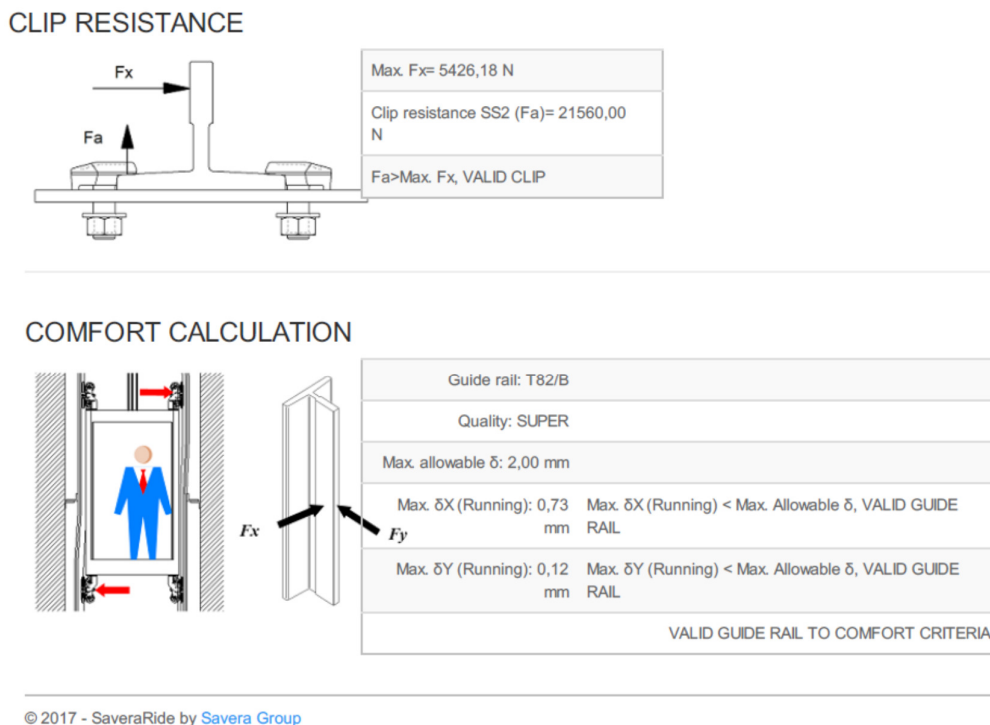 CLIP RESISTANCE
Fx
Fa
Max. Fx= 5426,18 N
Clip resistance SS2 (Fa)= 21560,00
N
Fa>Max. Fx, VALID CLIP
COMFORT CALCULATION
Fx
Fy
Guide rail: T82/B
Quality: SUPER
Max. allowable δ: 2,00 mm
Max. δX (Running): 0,73 Max. δX (Running) < Max. Allowable δ, VALID GUIDE
mm RAIL
Max. δY (Running): 0,12 Max. δY (Running) < Max. Allowable δ, VALID GUIDE
mm RAIL
VALID GUIDE RAIL TO COMFORT CRITERIA
© 2017 - SaveraRide by Savera Group